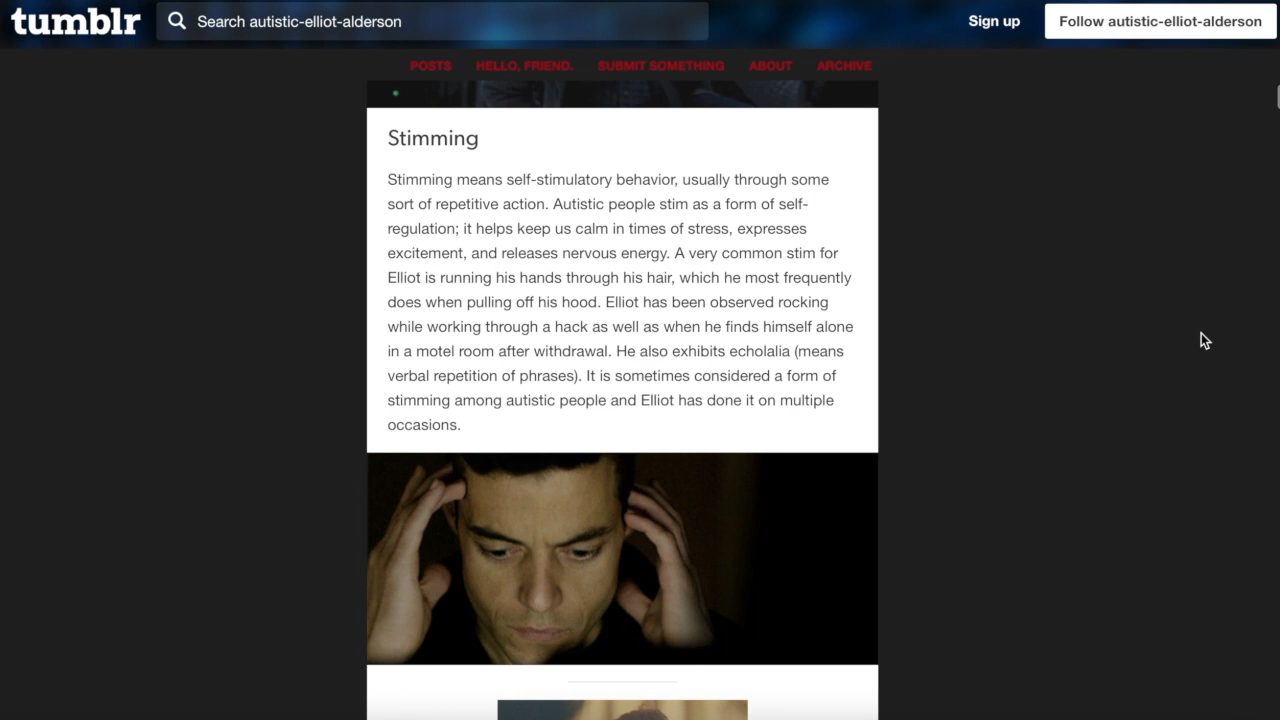 tumblr
Search autistic-elliot-alderson
Sign up
Follow autistic-elliot-alderson
POSTS
HELLO, FRIEND.
SUBMIT SOMETHING
ABOUT
ARCHIVE
Stimming
Stimming means self-stimulatory behavior, usually through some
sort of repetitive action. Autistic people stim as a form of self-
regulation; it helps keep us calm in times of stress, expresses
excitement, and releases nervous energy. A very common stim for
Elliot is running his hands through his hair, which he most frequently
does when pulling off his hood. Elliot has been observed rocking
while working through a hack as well as when he finds himself alone
in a motel room after withdrawal. He also exhibits echolalia (means
verbal repetition of phrases). It is sometimes considered a form of
stimming among autistic people and Elliot has done it on multiple
occasions.